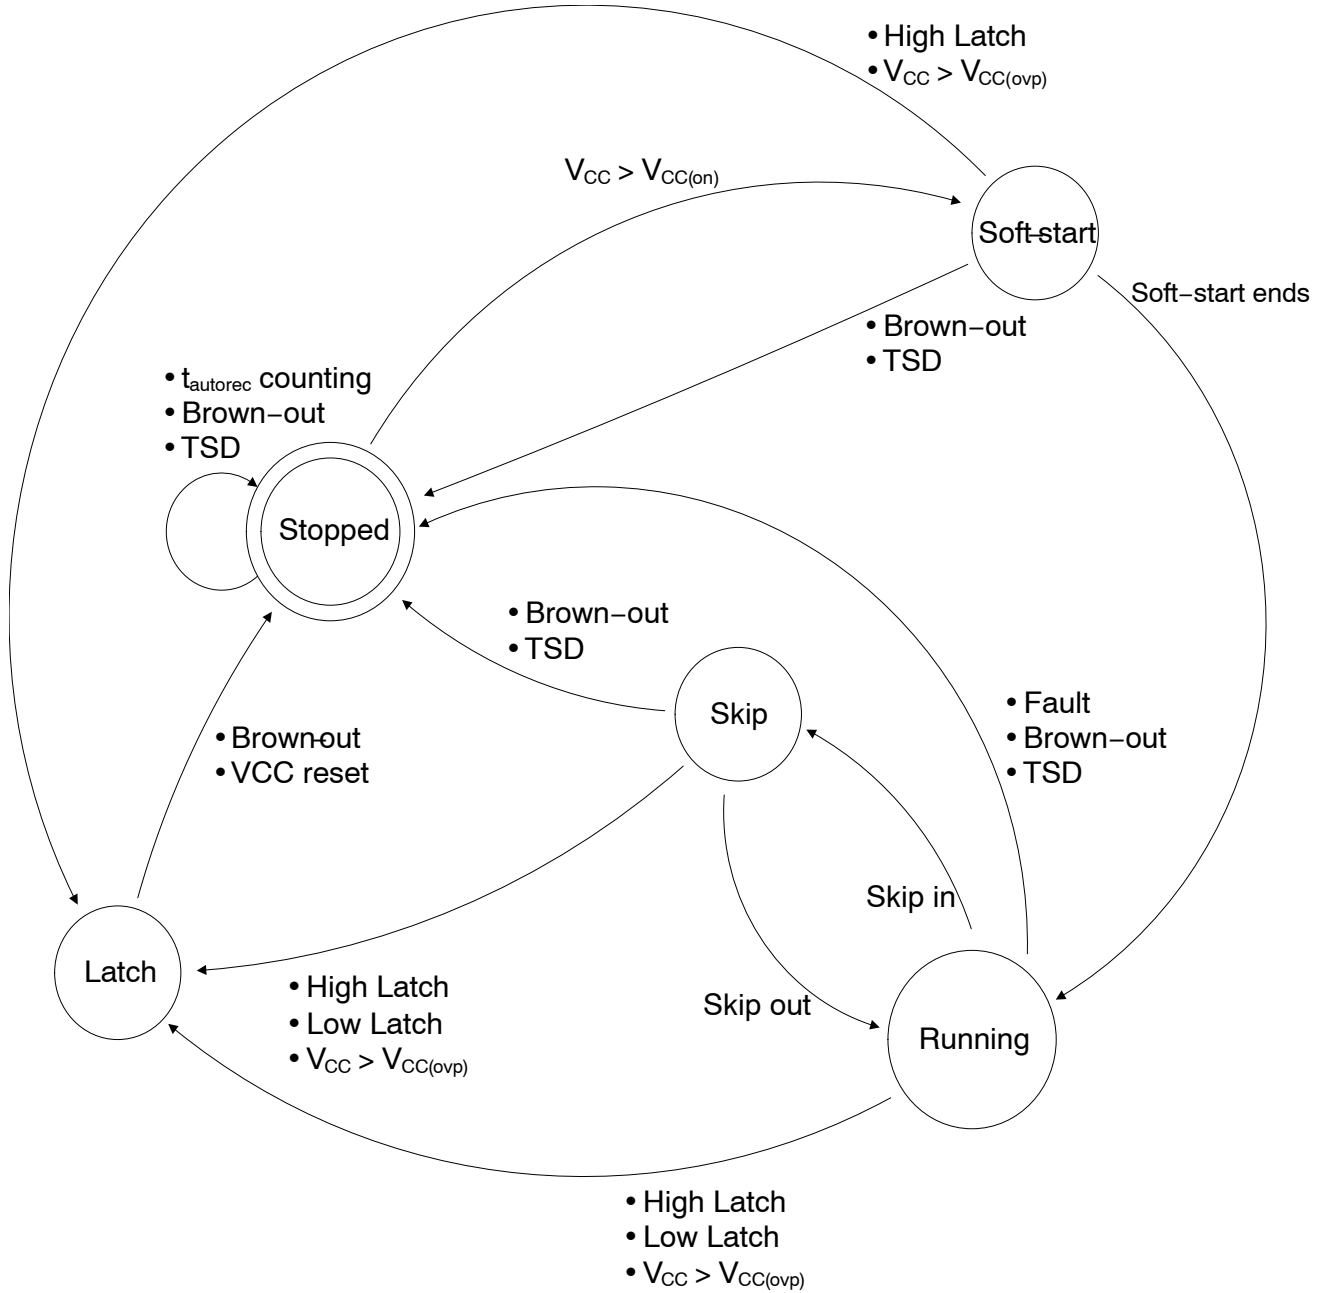 • High Latch
• VCC > VCC(ovp)
VCC > VCC(on)
Soft–start
Soft–start ends
• Brown–out
• TSD
• tautorec counting
• Brown–out
• TSD
Stopped
• Brown–out
• TSD
• Fault
• Brown–out
• TSD
Skip
• Brown–out
• VCC reset
Skip in
Latch
• High Latch
• Low Latch
• VCC > VCC(ovp)
Skip out
Running
• High Latch
• Low Latch
• VCC > VCC(ovp)